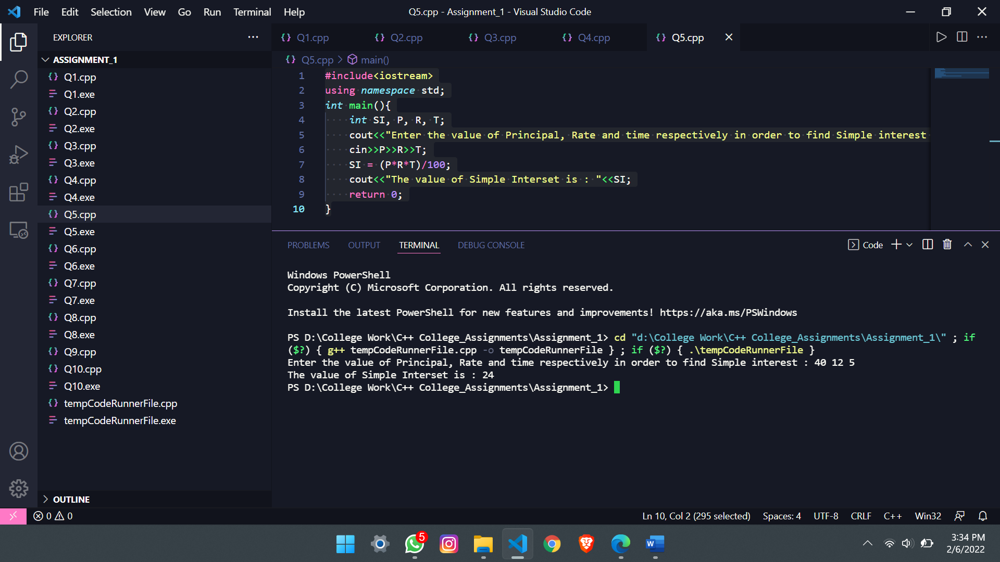 File Edit Selection View Go Run Terminal Help
Q5.cpp - Assignment_1 - Visual Studio Code
EXPLORER
ASSIGNMENT_1
Q1.cpp
Q1.exe
Q2.cpp
Q2.exe
Q3.cpp
Q3.exe
Q4.cpp
Q4.exe
Q5.cpp
Q5.exe
Q6.cpp
Q6.exe
Q7.cpp
Q7.exe
Q8.cpp
Q8.exe
Q9.cpp
Q10.cpp
Q10.exe
tempCodeRunnerFile.cpp
tempCodeRunnerFile.exe
OUTLINE
Q1.cpp Q2.cpp Q3.cpp Q4.cpp Q5.cpp
Q5.cpp > main()
1 #include<iostream>
2 using namespace std;
3 int main(){
4 int SI, P, R, T;
5 cout<<"Enter the value of Principal, Rate and time respectively in order to find Simple interest
6 cin>>P>>R>>T;
7 SI = (P*R*T)/100;
8 cout<<"The value of Simple Interset is : "<<SI;
9 return 0;
10 }
PROBLEMS OUTPUT TERMINAL DEBUG CONSOLE
Code
Windows PowerShell
Copyright (C) Microsoft Corporation. All rights reserved.
Install the latest PowerShell for new features and improvements! https://aka.ms/PSWindows
PS D:\College Work\C++ College_Assignments\Assignment_1> cd "d:\College Work\C++ College_Assignments\Assignment_1\" ; if
($?) { g++ tempCodeRunnerFile.cpp -o tempCodeRunnerFile } ; if ($?) { .\tempCodeRunnerFile }
Enter the value of Principal, Rate and time respectively in order to find Simple interest : 40 12 5
The value of Simple Interset is : 24
PS D:\College Work\C++ College_Assignments\Assignment_1>
0 0
Ln 10, Col 2 (295 selected) Spaces: 4 UTF-8 CRLF C++ Win32
5
W
3:34 PM
2/6/2022